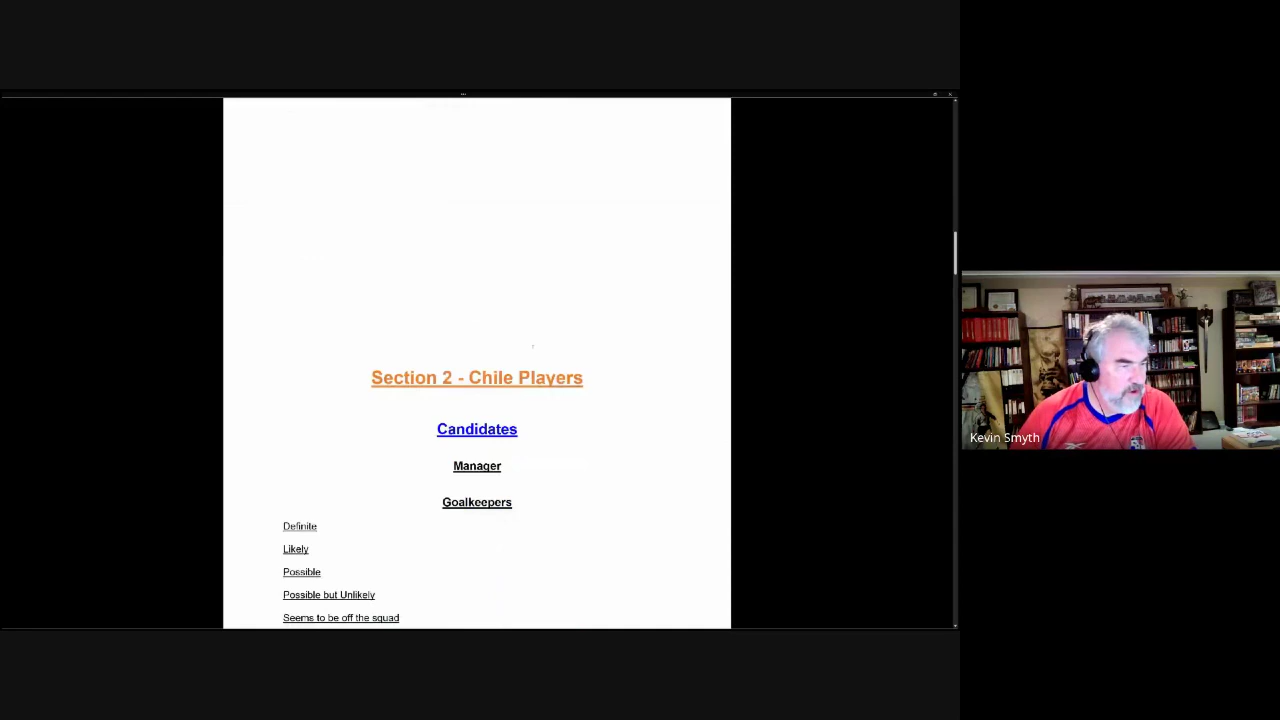 Section 2 - Chile Players
Candidates
Manager
Goalkeepers
Definite
Likely
Possible
Possible but Unlikely
Seems to be off the squad
Kevin Smyth